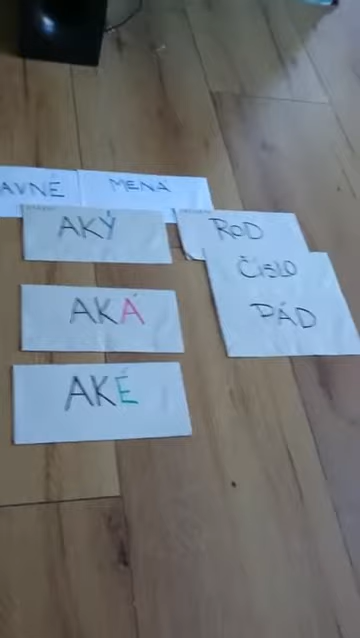 AVNÉ MENÁ
AKÝ
ROD
ČÍSLO
PÁD
AKÁ
AKÉ